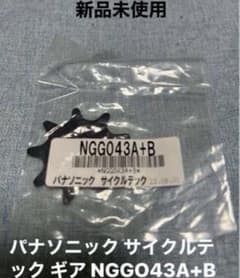 新品未使用
NGG043A+B
*NGG043A+B*
パナソニック サイクルテック
パナソニック サイクルテ
ック ギア NGGO43A+B